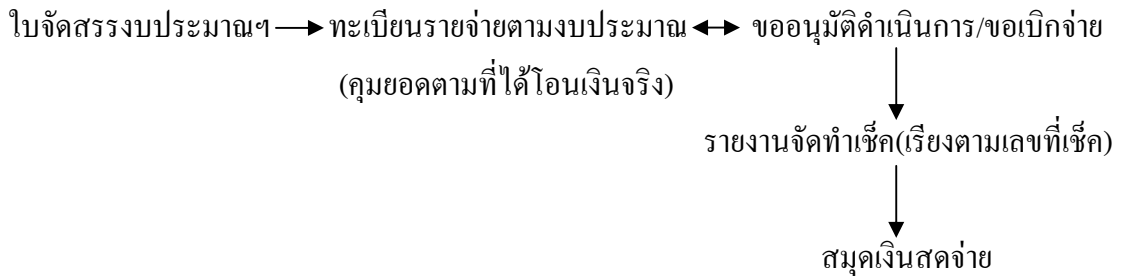 ใบจัดสรรงบประมาณฯ ทะเบียนรายจ่ายตามงบประมาณ ขออนุมัติดำเนินการ/ขอเบิกจ่าย
(คุมยอดตามที่ได้โอนเงินจริง)
รายงานจัดทำเช็ค(เรียงตามเลขที่เช็ค)
สมุดเงินสดจ่าย